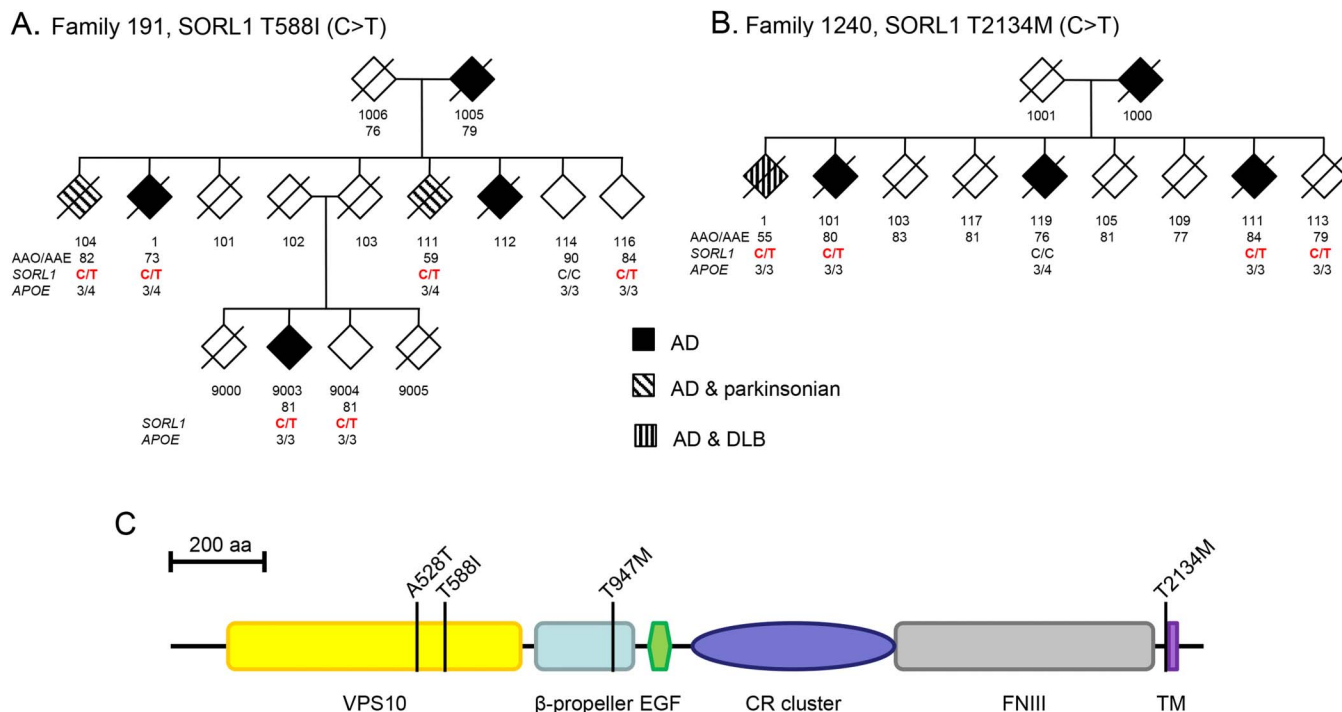 A. Family 191, SORL1 T588I (C>T)
1006 1005
76 79
104 1 101 102 103 111 112 114 116
AAO/AAE 82 73 59 90 84
SORL1 C/T C/T C/T C/C C/T
APOE 3/4 3/4 3/4 3/3 3/3
9000 9003 9004 9005
81 81
SORL1 C/T C/T
APOE 3/3 3/3
B. Family 1240, SORL1 T2134M (C>T)
1001 1000
1 101 103 117 119 105 109 111 113
AAO/AAE 55 80 83 81 76 81 77 84 79
SORL1 C/T C/T C/C C/T C/T
APOE 3/3 3/3 3/4 3/3 3/3
AD
AD & parkinsonian
AD & DLB
C
200 aa
A528T T588I T947M T2134M
VPS10 β-propeller EGF CR cluster FNIII TM